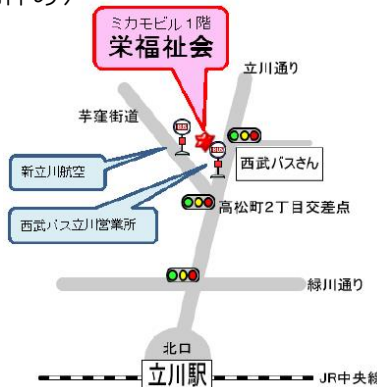 ミカモビル1階
栄福祉会
立川通り
芋窪街道
BUS
BUS
新立川航空
西武バスさん
西武バス立川営業所
高松町2丁目交差点
緑川通り
北口
立川駅
JR中央線